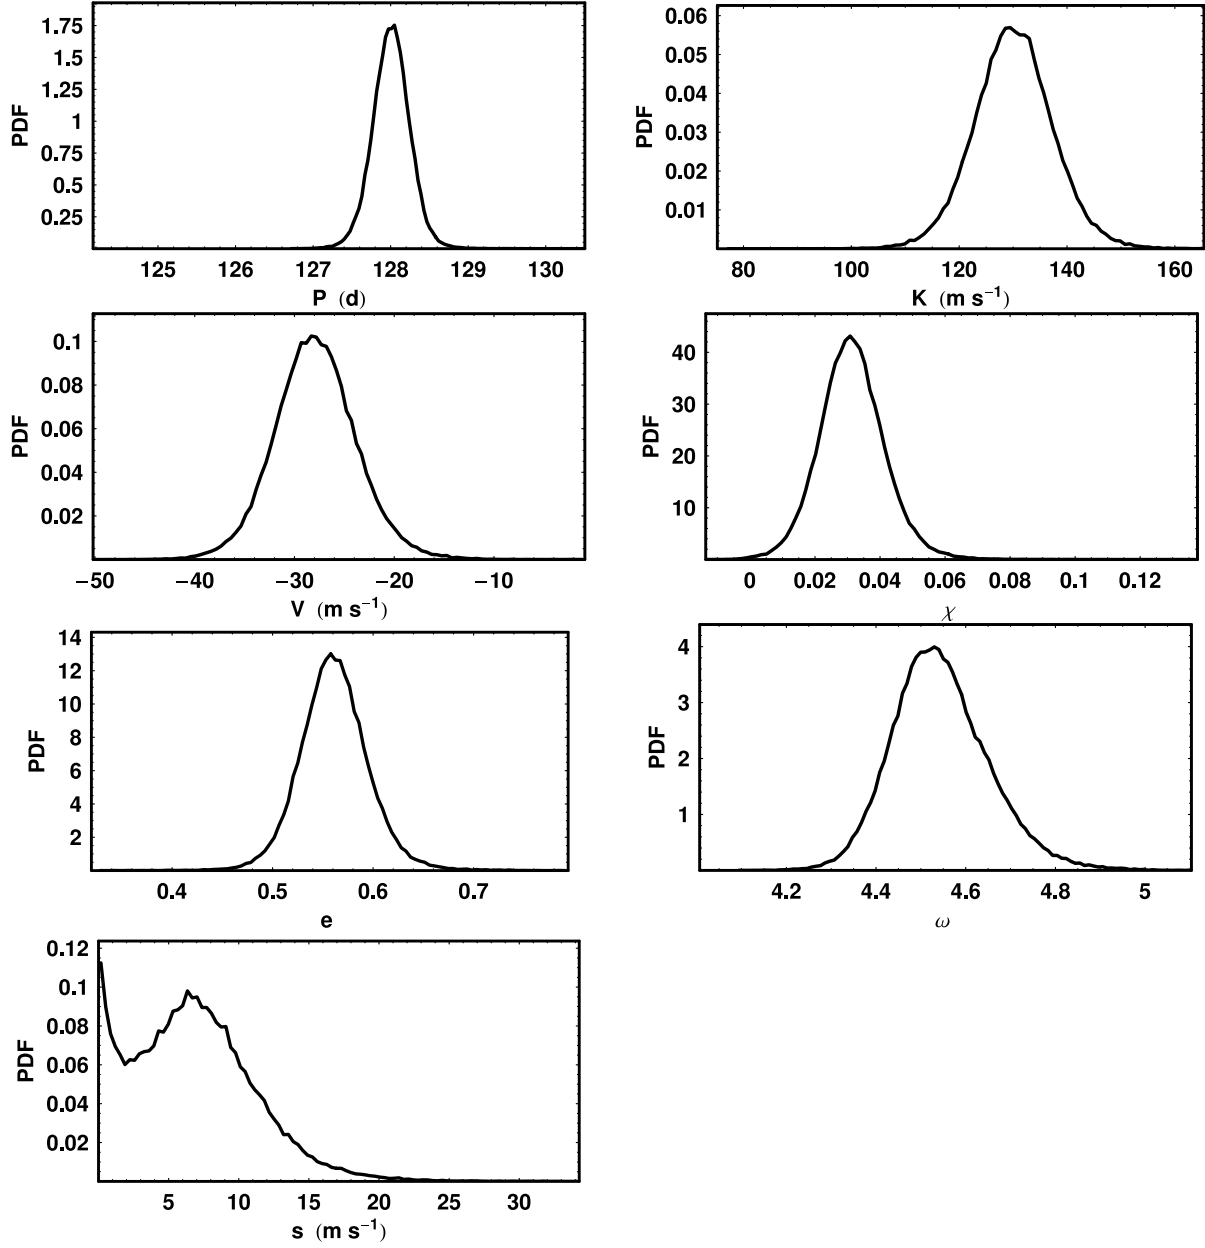 PDF
1.75
1.5
1.25
1
0.75
0.5
0.25
125 126 127 128 129 130
P (d)
PDF
0.06
0.05
0.04
0.03
0.02
0.01
80 100 120 140 160
K (m s⁻¹)
PDF
0.1
0.08
0.06
0.04
0.02
−50 −40 −30 −20 −10
V (m s⁻¹)
PDF
40
30
20
10
0 0.02 0.04 0.06 0.08 0.1 0.12
χ
PDF
14
12
10
8
6
4
2
0.4 0.5 0.6 0.7
e
PDF
4
3
2
1
4.2 4.4 4.6 4.8 5
ω
PDF
0.12
0.1
0.08
0.06
0.04
0.02
5 10 15 20 25 30
s (m s⁻¹)